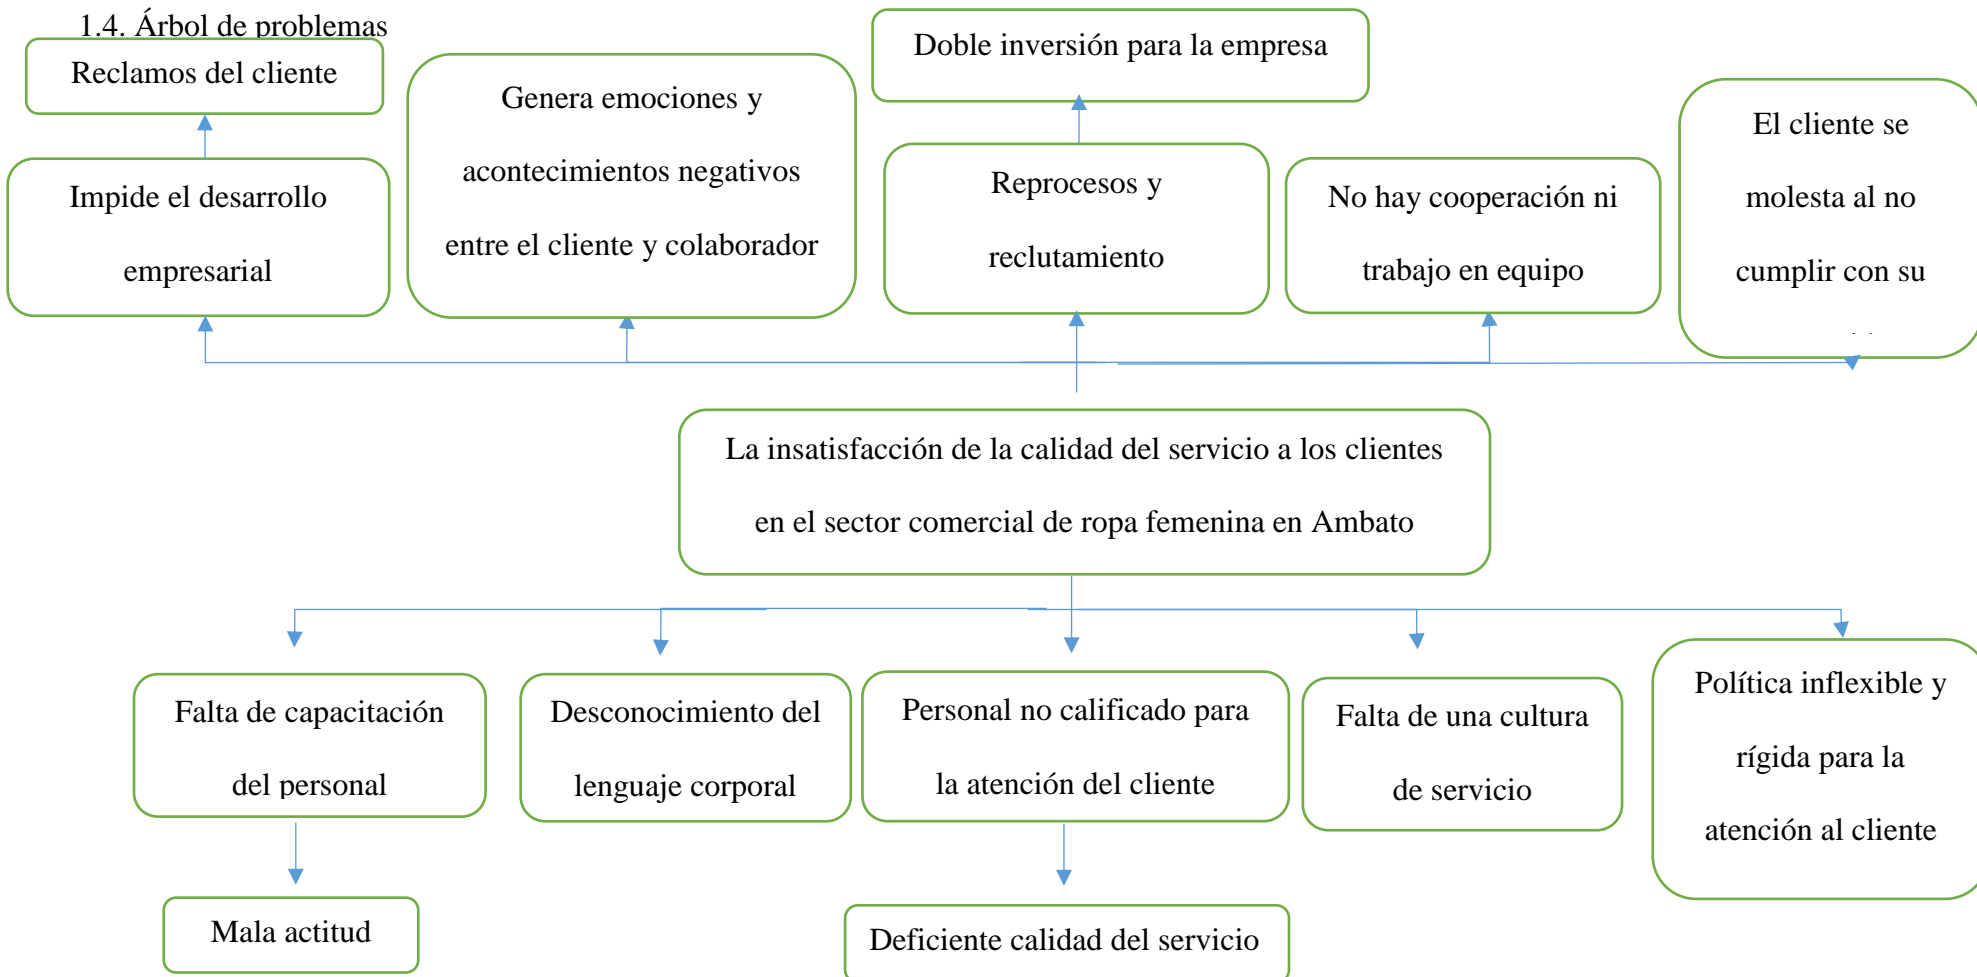 1.4. Árbol de problemas
Reclamos del cliente
Doble inversión para la empresa
Genera emociones y
acontecimientos negativos
entre el cliente y colaborador
El cliente se
molesta al no
cumplir con su
Impide el desarrollo
empresarial
Reprocesos y
reclutamiento
No hay cooperación ni
trabajo en equipo
La insatisfacción de la calidad del servicio a los clientes
en el sector comercial de ropa femenina en Ambato
Falta de capacitación
del personal
Desconocimiento del
lenguaje corporal
Personal no calificado para
la atención del cliente
Falta de una cultura
de servicio
Política inflexible y
rígida para la
atención al cliente
Mala actitud
Deficiente calidad del servicio